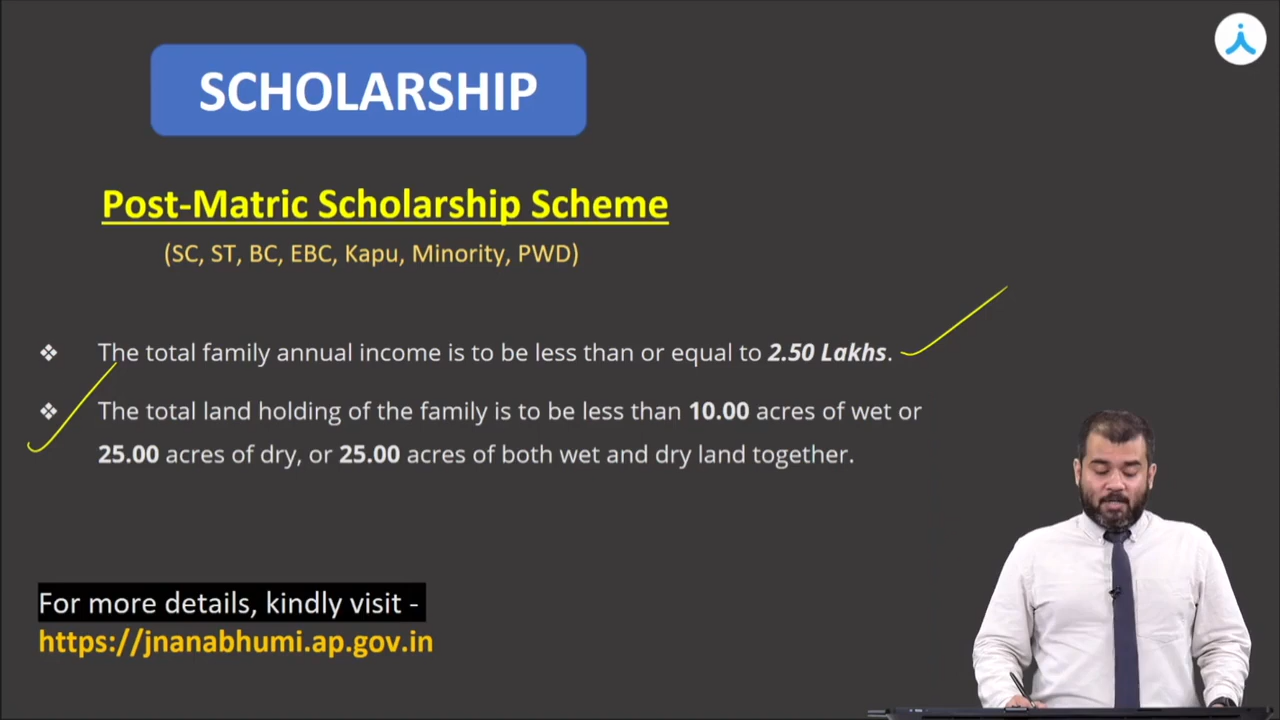 SCHOLARSHIP
Post-Matric Scholarship Scheme
(SC, ST, BC, EBC, Kapu, Minority, PWD)
❖ The total family annual income is to be less than or equal to 2.50 Lakhs.
❖ The total land holding of the family is to be less than 10.00 acres of wet or
25.00 acres of dry, or 25.00 acres of both wet and dry land together.
For more details, kindly visit -
https://jnanabhumi.ap.gov.in